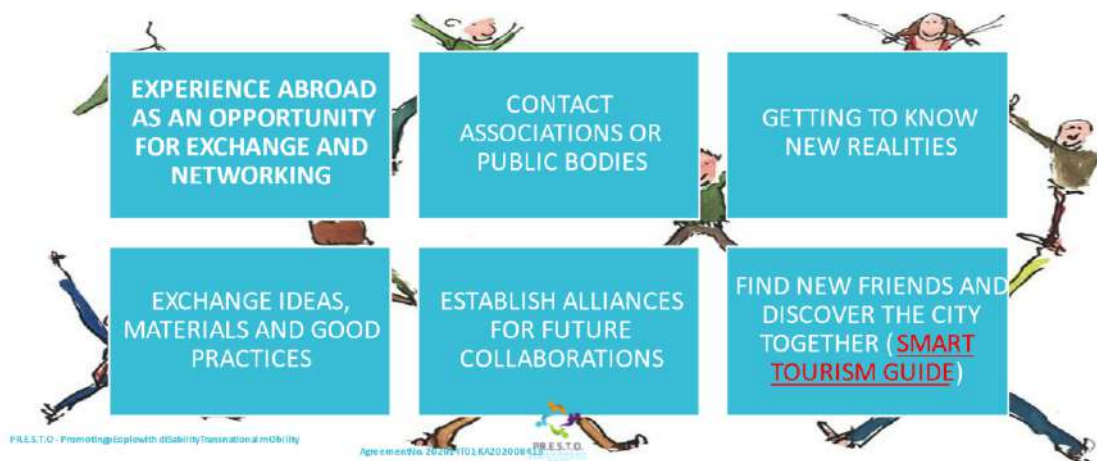 EXPERIENCE ABROAD
AS AN OPPORTUNITY
FOR EXCHANGE AND
NETWORKING
CONTACT
ASSOCIATIONS OR
PUBLIC BODIES
GETTING TO KNOW
NEW REALITIES
EXCHANGE IDEAS,
MATERIALS AND GOOD
PRACTICES
ESTABLISH ALLIANCES
FOR FUTURE
COLLABORATIONS
FIND NEW FRIENDS AND
DISCOVER THE CITY
TOGETHER (SMART
TOURISM GUIDE)
P.R.E.S.T.O - PromotingpEoplewith diSabilityTransnational mObility
AgreementNo.
P.R.E.S.T.O.